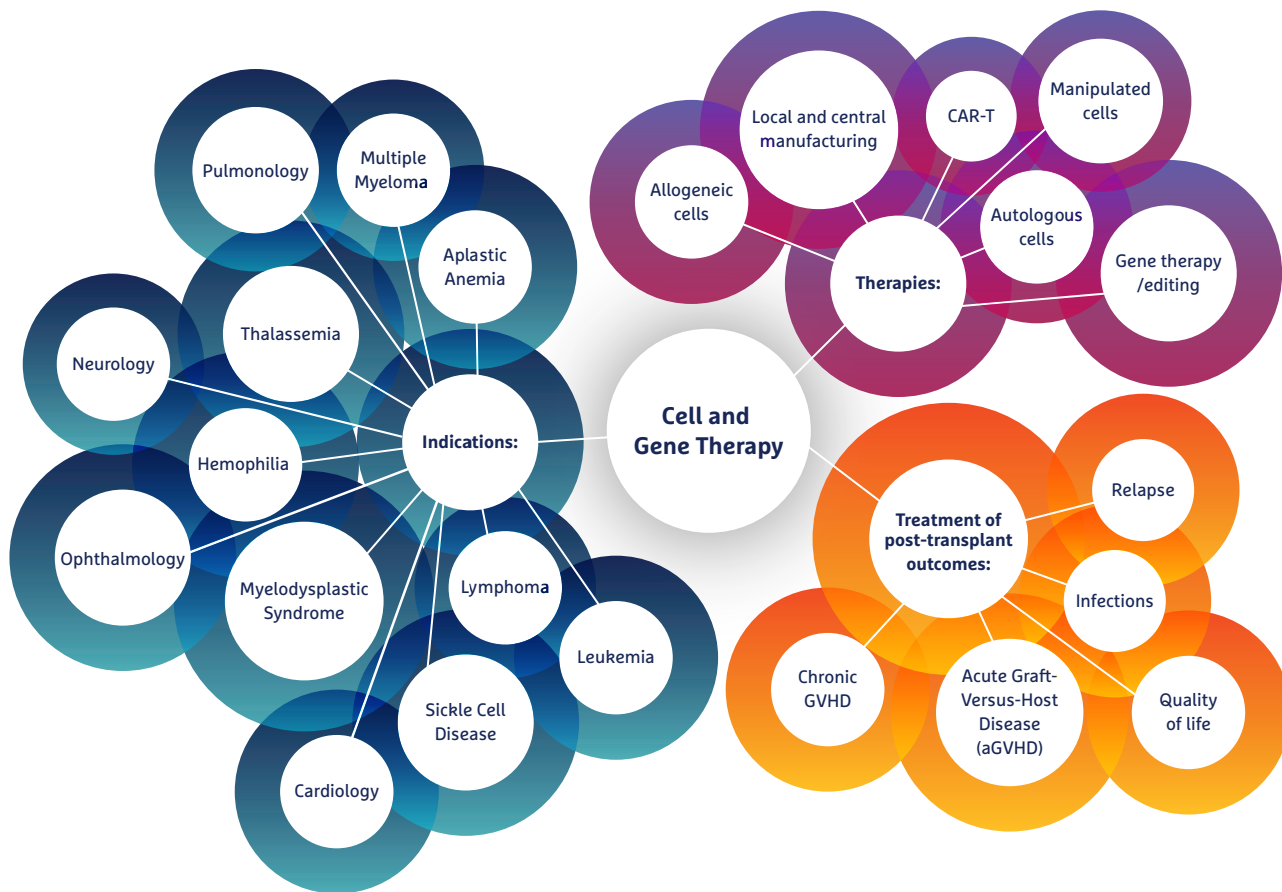 Cell and
Gene Therapy
Indications:
Pulmonology
Multiple
Myeloma
Aplastic
Anemia
Thalassemia
Neurology
Hemophilia
Ophthalmology
Myelodysplastic
Syndrome
Lymphoma
Leukemia
Sickle Cell
Disease
Cardiology
Therapies:
Allogeneic
cells
Local and central
manufacturing
CAR-T
Manipulated
cells
Autologous
cells
Gene therapy
/editing
Treatment of
post-transplant
outcomes:
Relapse
Infections
Quality
of life
Acute Graft-
Versus-Host
Disease
(aGVHD)
Chronic
GVHD